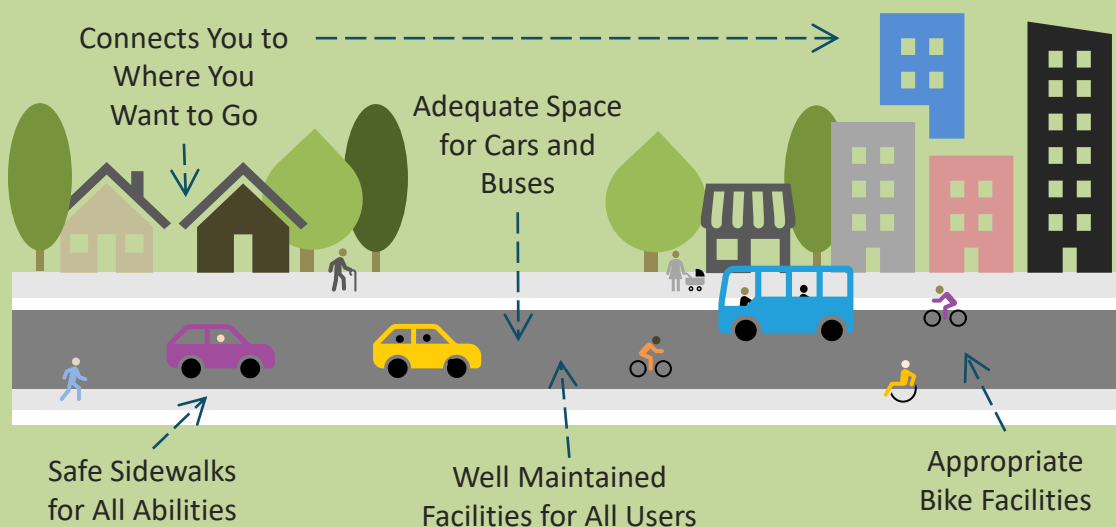 Connects You to
Where You
Want to Go
Adequate Space
for Cars and
Buses
Safe Sidewalks
for All Abilities
Well Maintained
Facilities for All Users
Appropriate
Bike Facilities